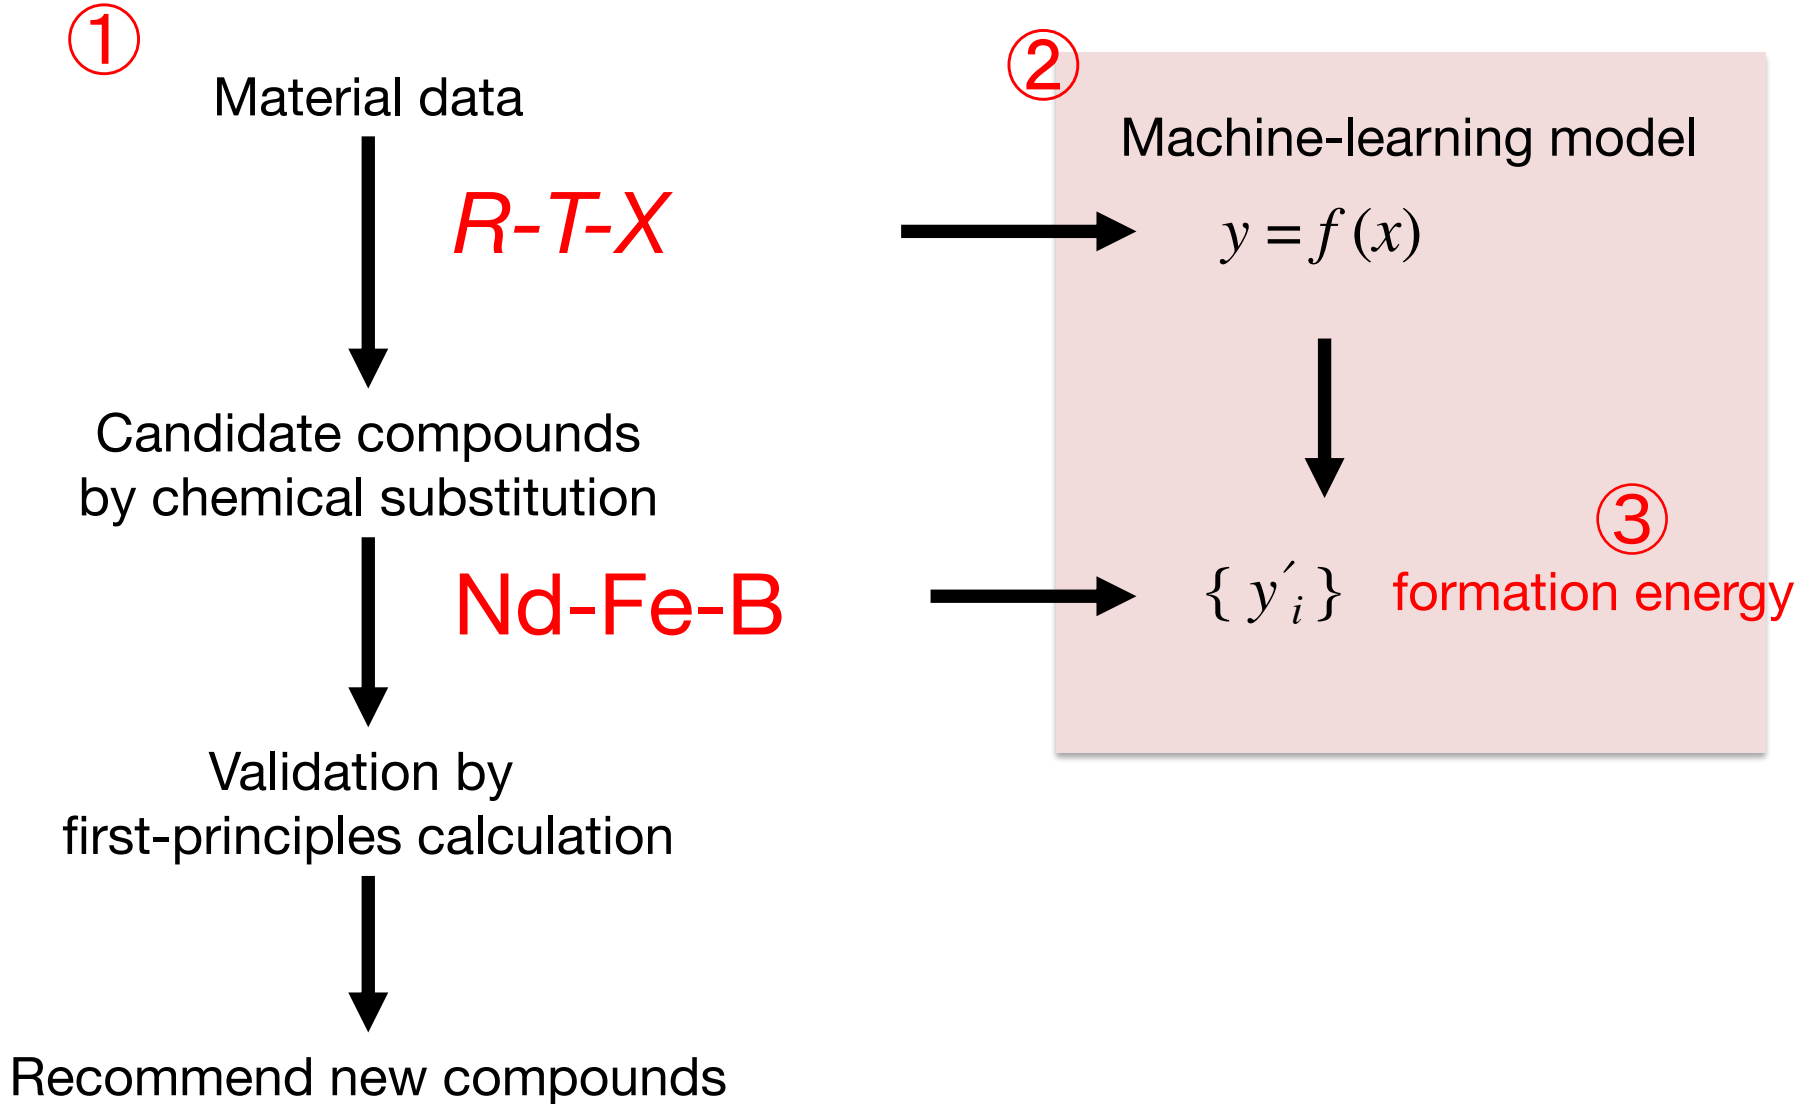 ①
Material data
R-T-X
Candidate compounds
by chemical substitution
Nd-Fe-B
Validation by
first-principles calculation
Recommend new compounds
②
Machine-learning model
y = f (x)
③
{ y′i } formation energy